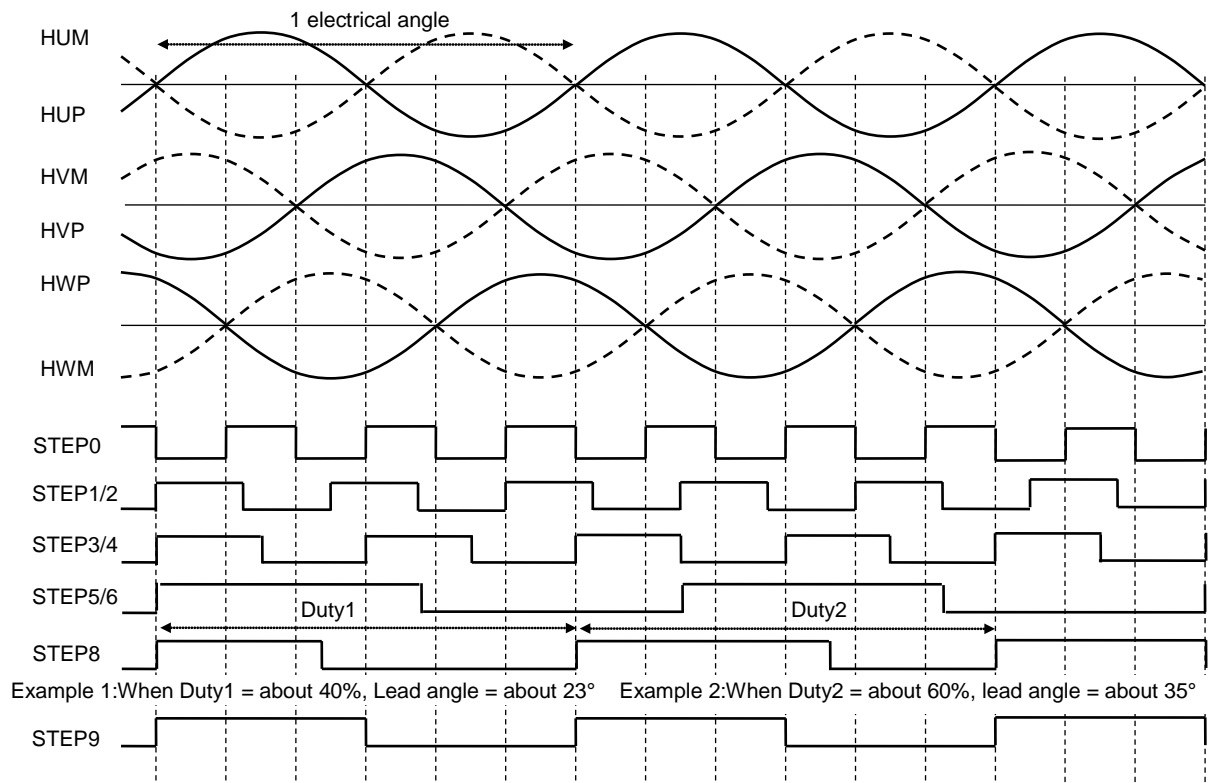 1 electrical angle
HUM
HUP
HVM
HVP
HWP
HWM
STEP0
STEP1/2
STEP3/4
STEP5/6
Duty1 Duty2
STEP8
Example 1:When Duty1 = about 40%, Lead angle = about 23° Example 2:When Duty2 = about 60%, lead angle = about 35°
STEP9